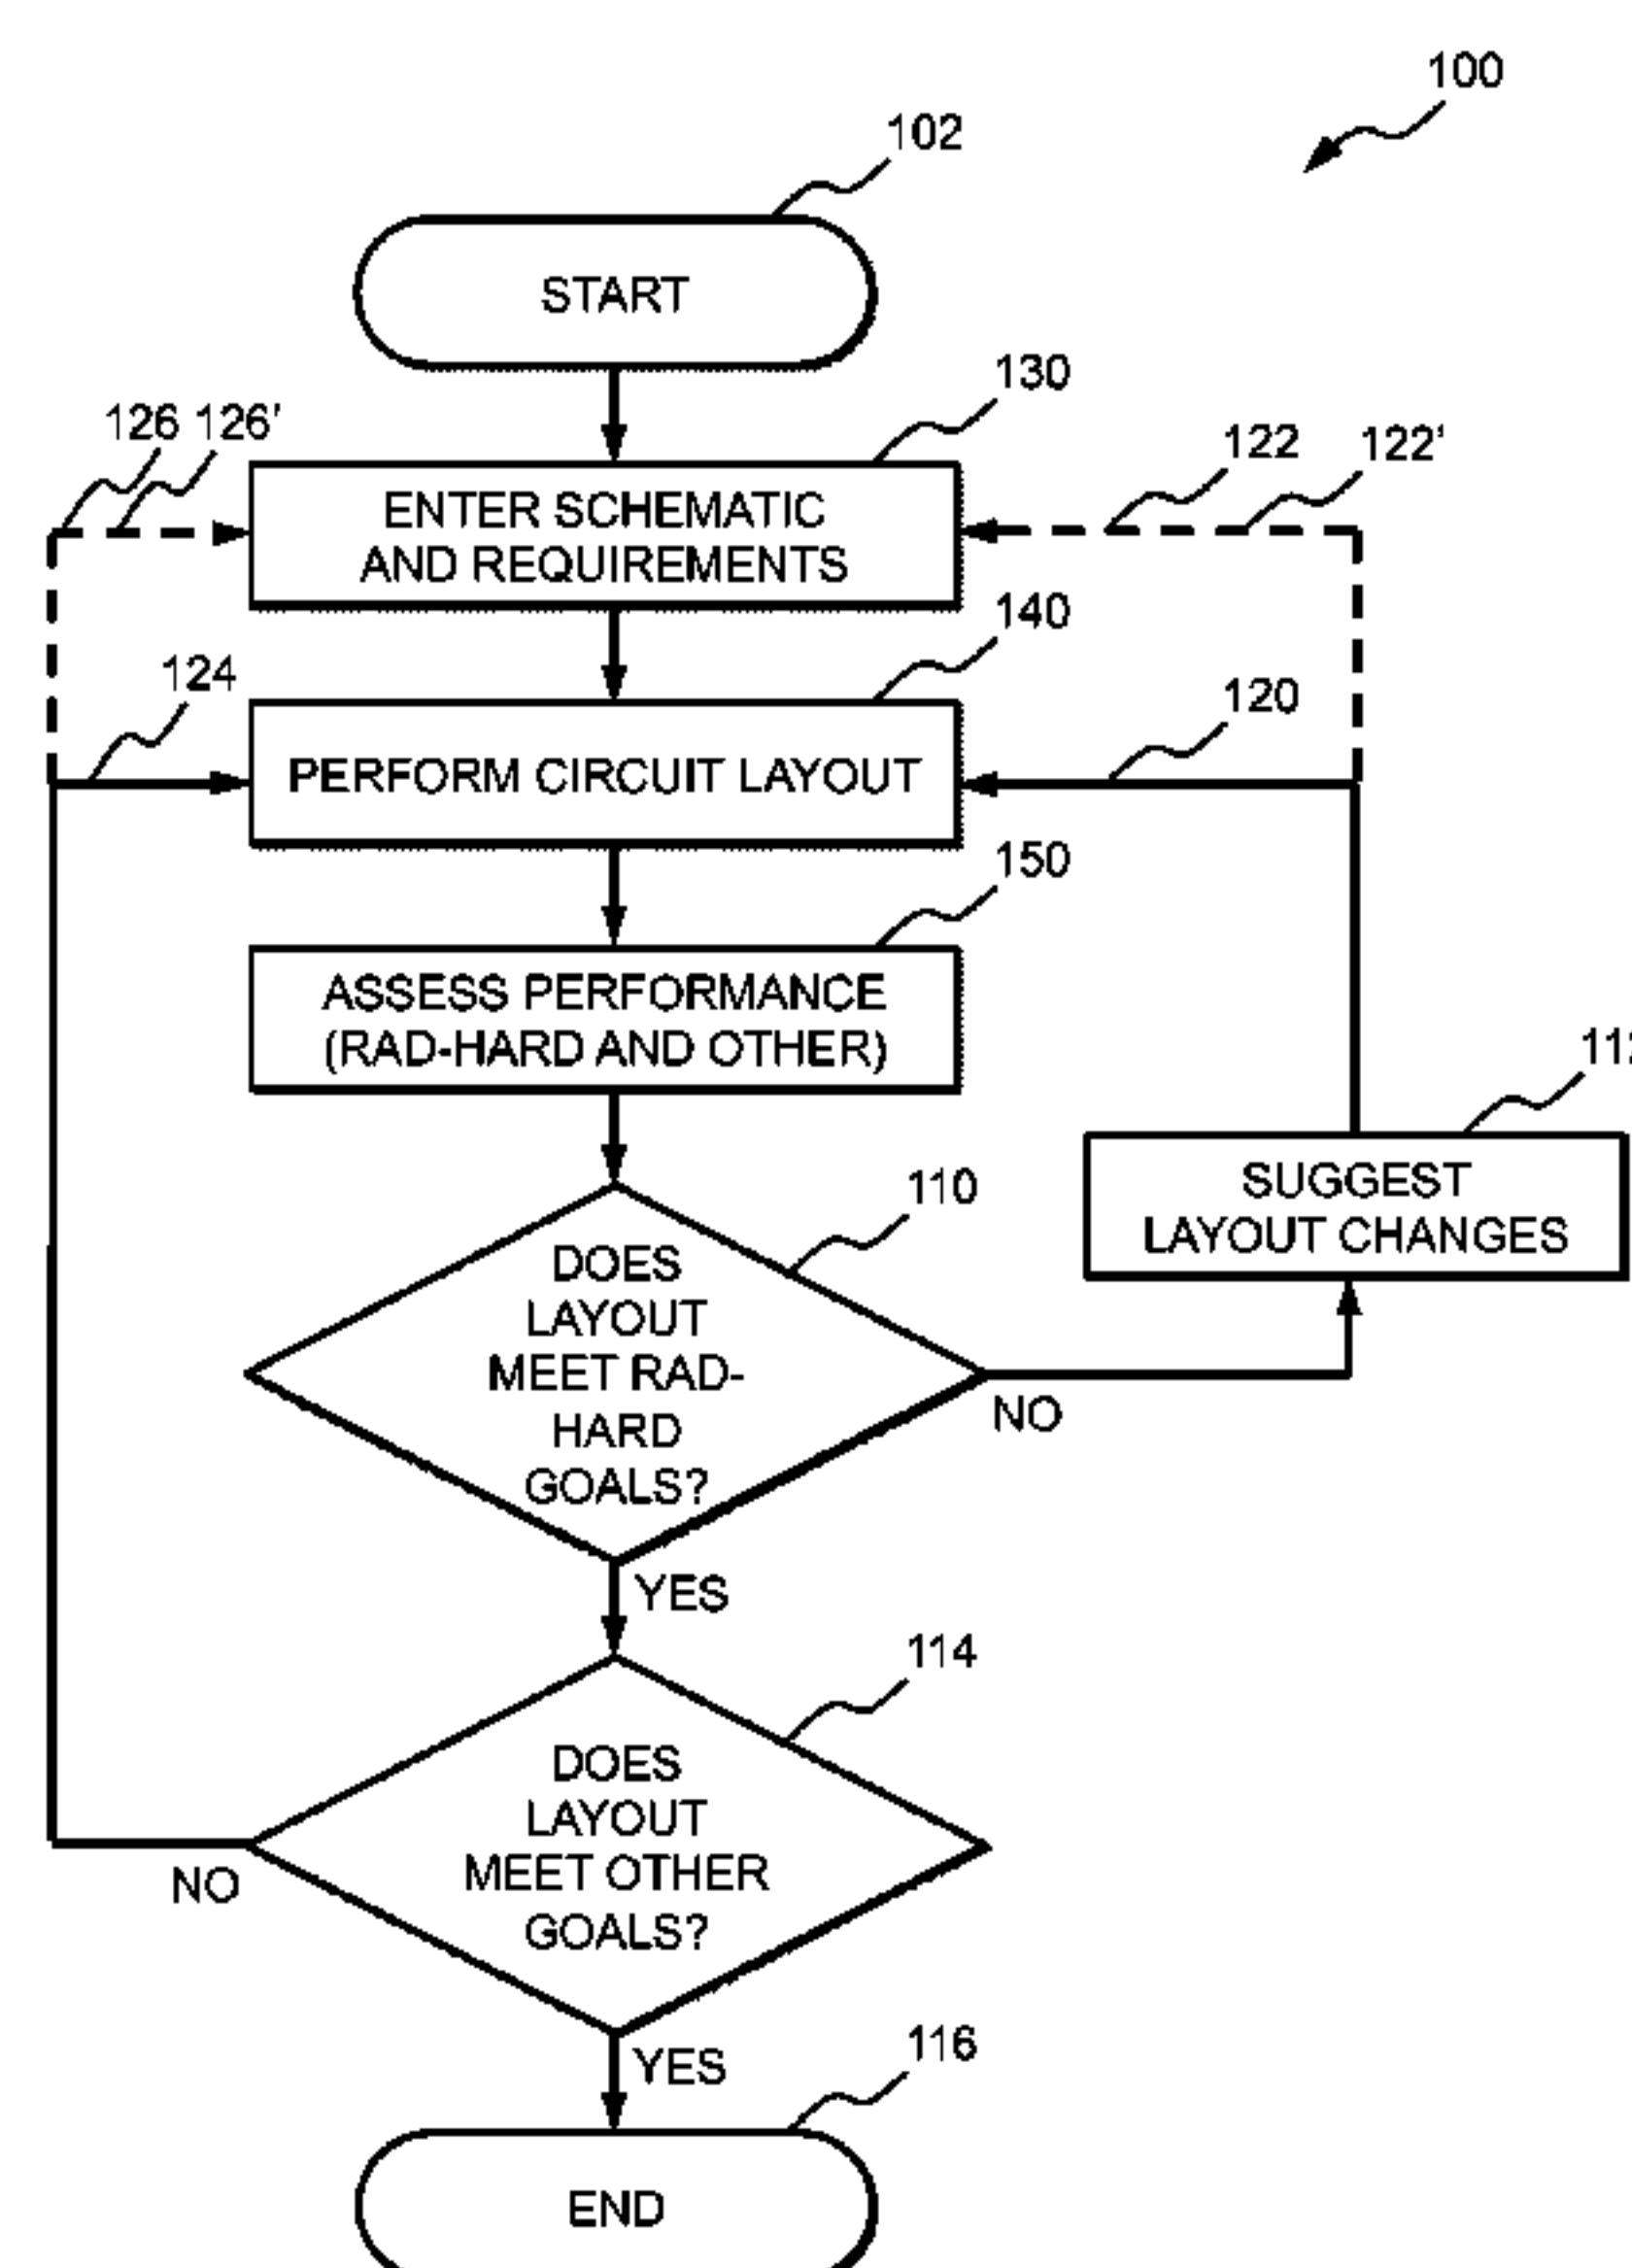 100
102
START
130
126 126'
122
122'
ENTER SCHEMATIC
AND REQUIREMENTS
140
124
120
PERFORM CIRCUIT LAYOUT
150
ASSESS PERFORMANCE
(RAD-HARD AND OTHER)
SUGGEST
LAYOUT CHANGES
110
DOES
LAYOUT
MEET RAD-
HARD
GOALS?
NO
YES
114
DOES
LAYOUT
MEET OTHER
GOALS?
NO
YES
116
END